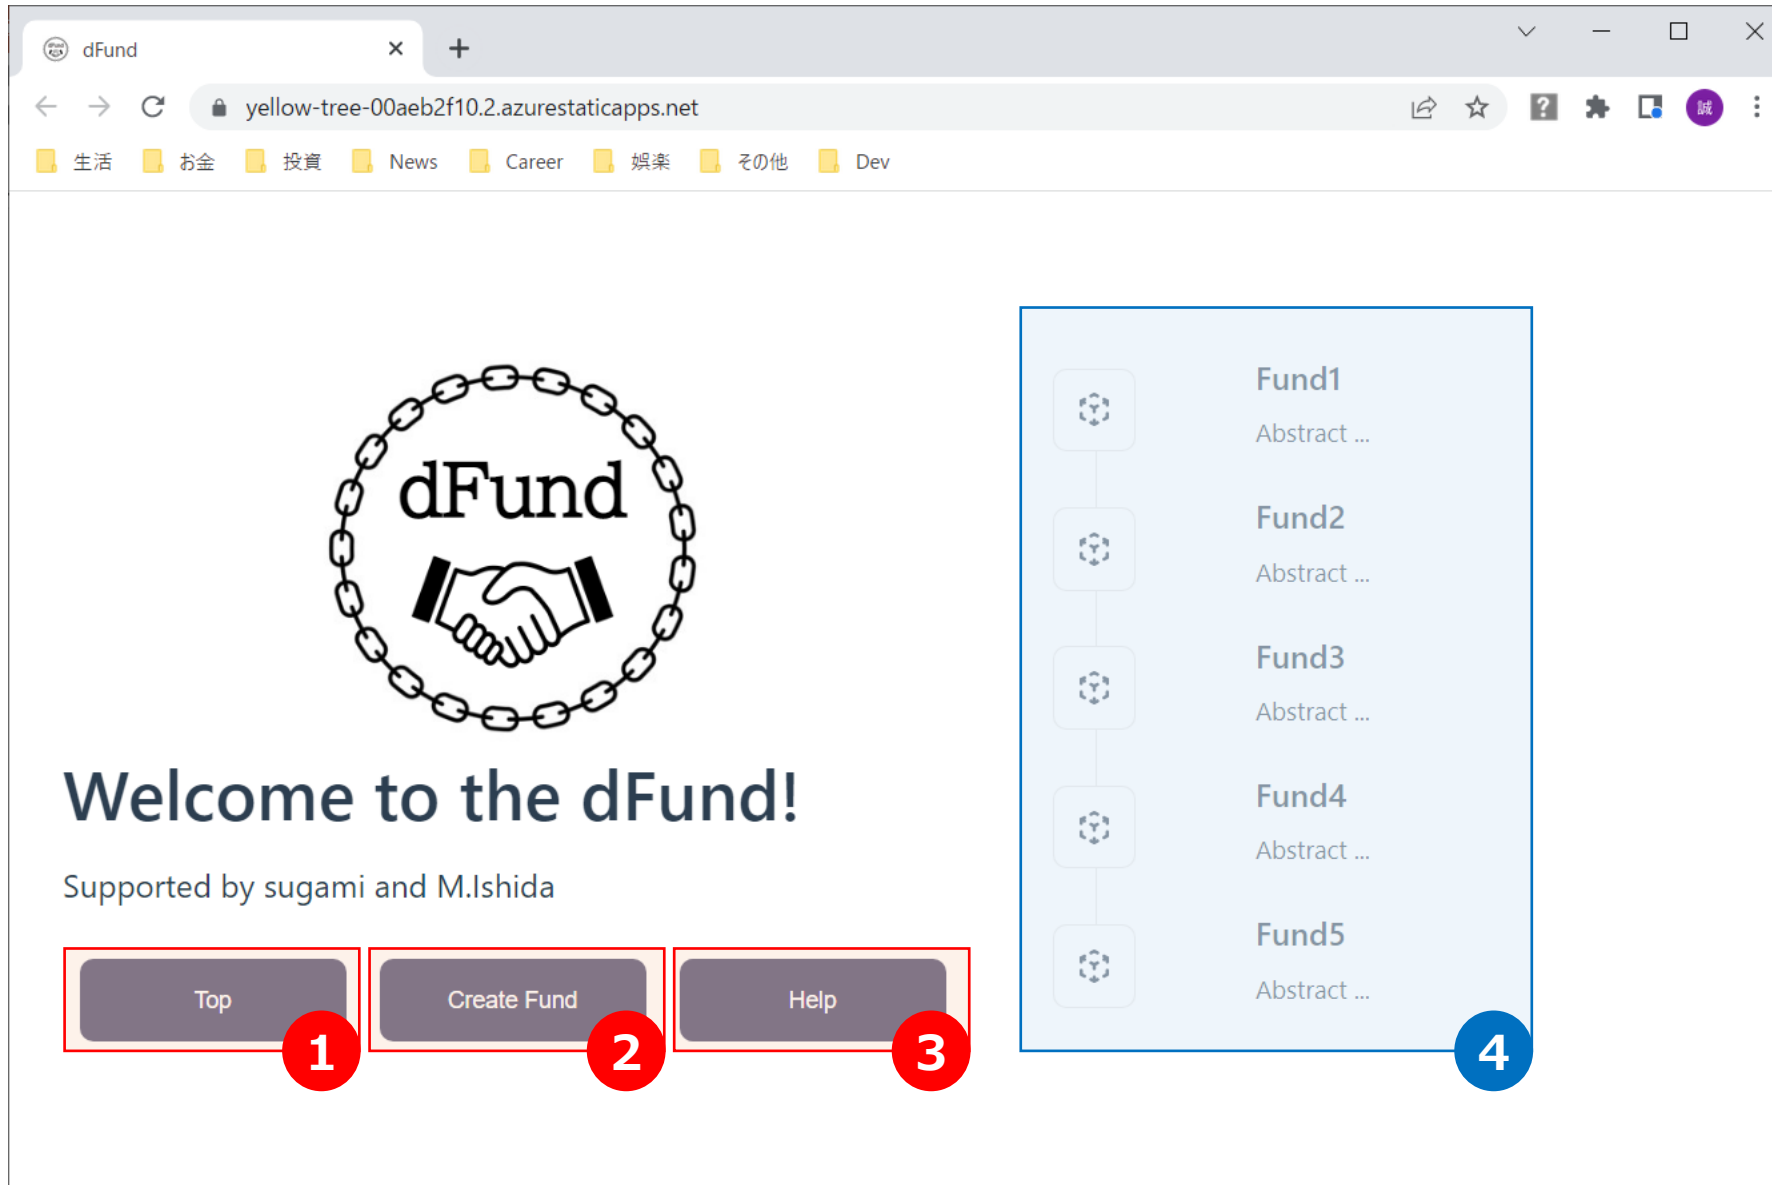 dFund
yellow-tree-00aeb2f10.2.azurestaticapps.net
誠
生活 お金 投資 News Career 娯楽 その他 Dev
dFund
Welcome to the dFund!
Supported by sugami and M.Ishida
Top
1
Create Fund
2
Help
3
Fund1
Abstract ...
Fund2
Abstract ...
Fund3
Abstract ...
Fund4
Abstract ...
Fund5
Abstract ...
4